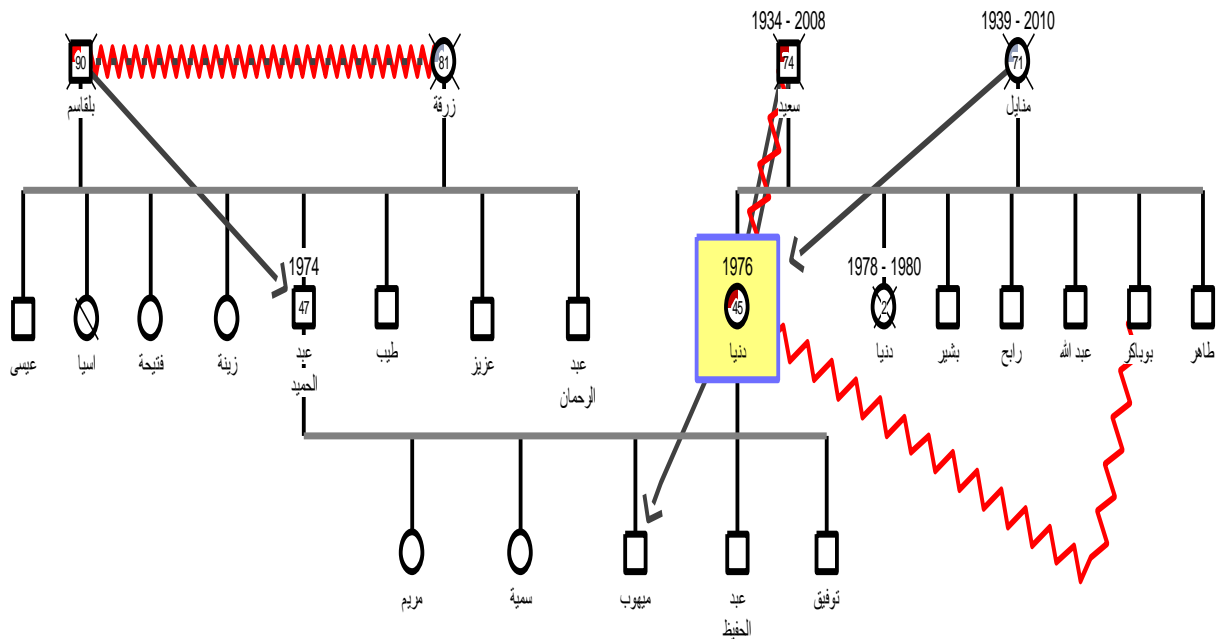 1934 - 2008
1939 - 2010
90
81
74
71
بلقاسم
زرقة
سعيد
منايل
1974
1976
1978 - 1980
47
45
2
عيسى
اسيا
فتيحة
زينة
عبد
الحميد
طيب
عزيز
عبد
الرحمان
دنيا
دنيا
بشير
رابح
عبد الله
بوباكر
طاهر
مريم
سمية
ميهوب
عبد
الحفيظ
توفيق